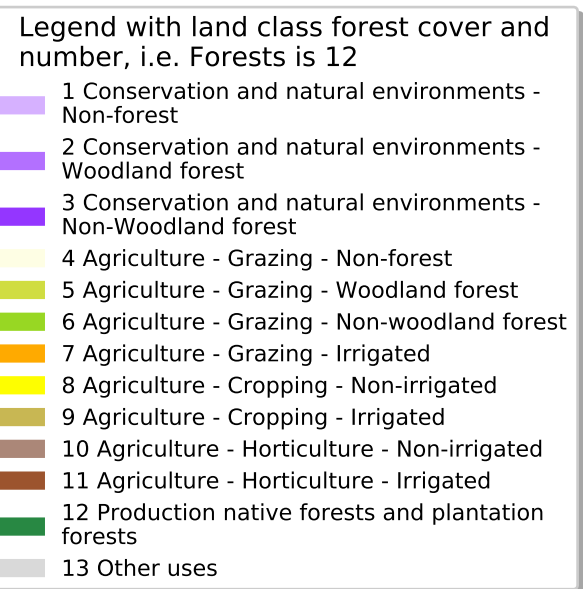 Legend with land class forest cover and
number, i.e. Forests is 12
1 Conservation and natural environments -
Non-forest
2 Conservation and natural environments -
Woodland forest
3 Conservation and natural environments -
Non-Woodland forest
4 Agriculture - Grazing - Non-forest
5 Agriculture - Grazing - Woodland forest
6 Agriculture - Grazing - Non-woodland forest
7 Agriculture - Grazing - Irrigated
8 Agriculture - Cropping - Non-irrigated
9 Agriculture - Cropping - Irrigated
10 Agriculture - Horticulture - Non-irrigated
11 Agriculture - Horticulture - Irrigated
12 Production native forests and plantation
forests
13 Other uses